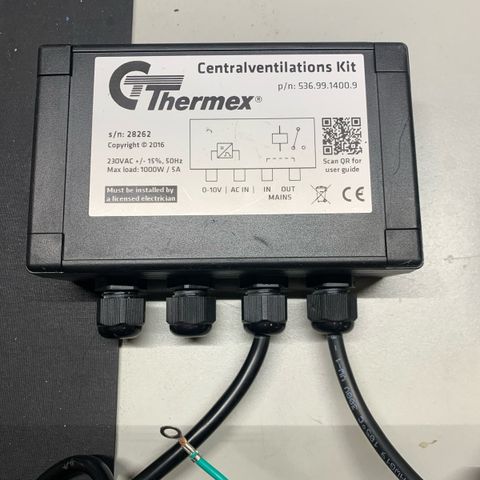 Centralventilations Kit
p/n: 536.99.1400.9
Thermex®
s/n: 28262
Copyright © 2016
230VAC +/- 15%, 50Hz
Max load: 1000W / 5A
Must be installed by
a licensed electrician
0-10V | AC IN | IN OUT
MAINS
Scan QR for
user guide
CE